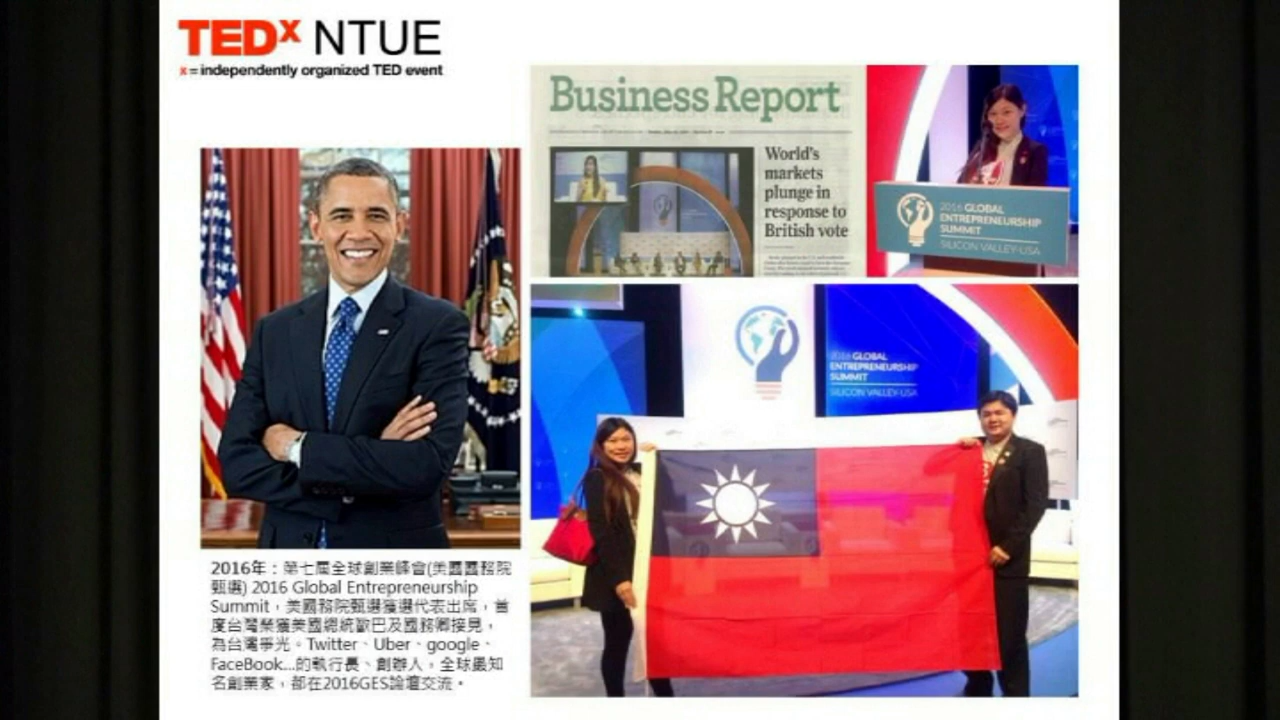 TEDx NTUE
x = independently organized TED event
Business Report
World's
markets
plunge in
response to
British vote
2016 GLOBAL
ENTREPRENEURSHIP
SUMMIT
SILICON VALLEY-USA
2016 GLOBAL
ENTREPRENEURSHIP
SUMMIT
SILICON VALLEY-USA
2016年：第七屆全球創業峰會(美國國務院
甄選) 2016 Global Entrepreneurship
Summit，美國務院甄選獲選代表出席，首
度台灣榮獲美國總統歐巴及國務卿接見，
為台灣爭光。Twitter、Uber、google、
FaceBook...的執行長、創辦人，全球最知
名創業家，都在2016GES論壇交流。